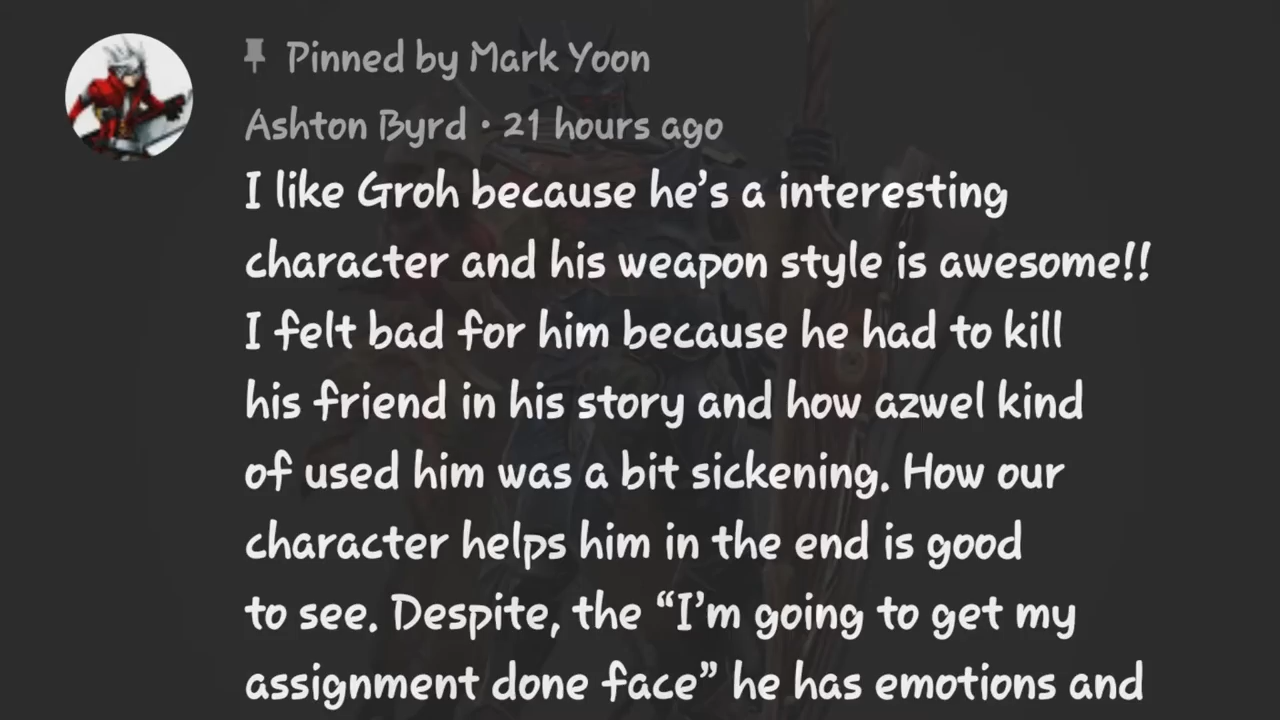 Pinned by Mark Yoon
Ashton Byrd • 21 hours ago
I like Groh because he’s a interesting
character and his weapon style is awesome!!
I felt bad for him because he had to kill
his friend in his story and how azwel kind
of used him was a bit sickening. How our
character helps him in the end is good
to see. Despite, the “I’m going to get my
assignment done face” he has emotions and